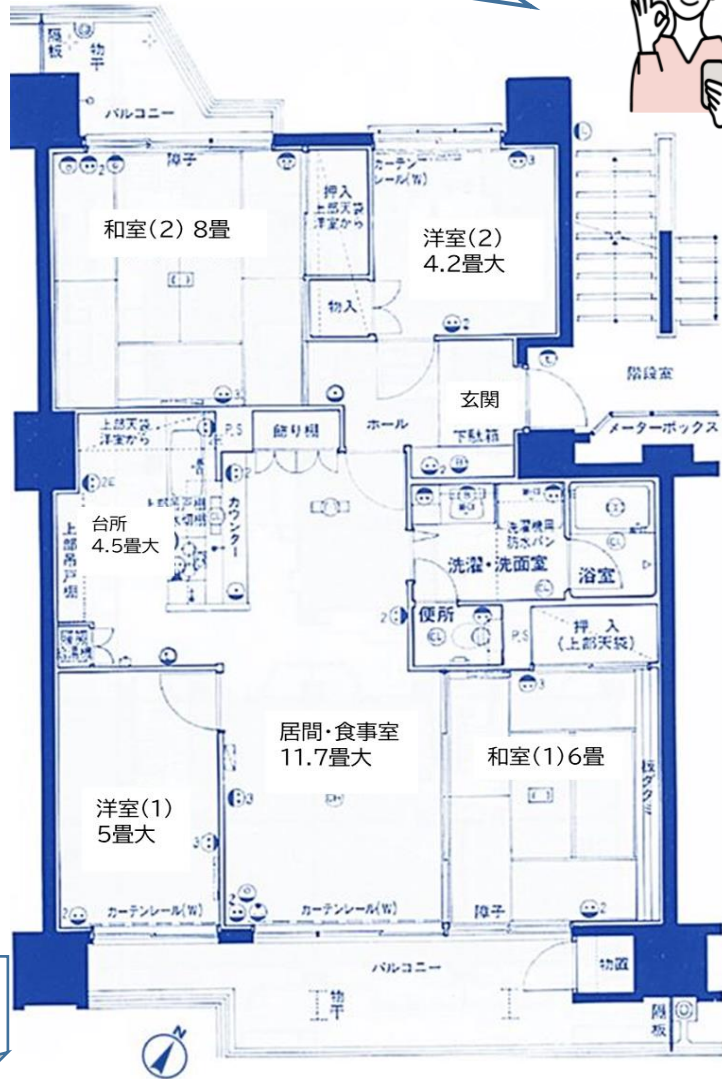 隔板
物干
バルコニー
障子
押入
上部天袋
洋室から
カーテン
レール(W)
和室(2) 8畳
洋室(2)
4.2畳大
物入
階段室
玄関
下駄箱
メーターボックス
ホール
飾り棚
P.S
上部天袋
洋室から
台所
4.5畳大
カウンター
上部吊戸棚
洗濯機用
防水パン
洗濯・洗面室
浴室
便所
P.S
押入
(上部天袋)
居間・食事室
11.7畳大
和室(1)6畳
板タタミ
洋室(1)
5畳大
カーテンレール(W)
カーテンレール(W)
障子
バルコニー
物置
物干
隔板
N